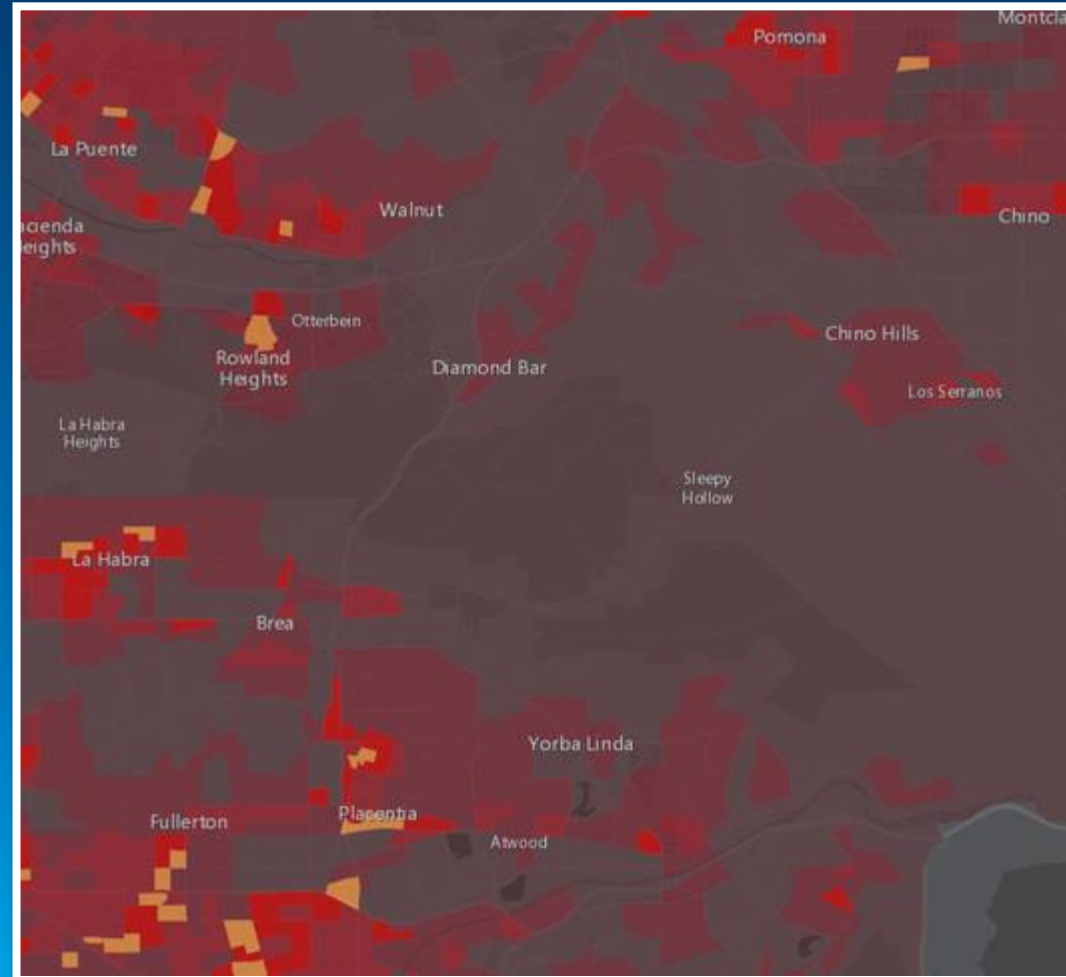 Montcla
Pomona
La Puente
Walnut
acienda
eights
Chino
Otterbein
Rowland
Heights
Chino Hills
Diamond Bar
Los Serranos
La Habra
Heights
Sleepy
Hollow
La Habra
Brea
Yorba Linda
Placentia
Fullerton
Atwood